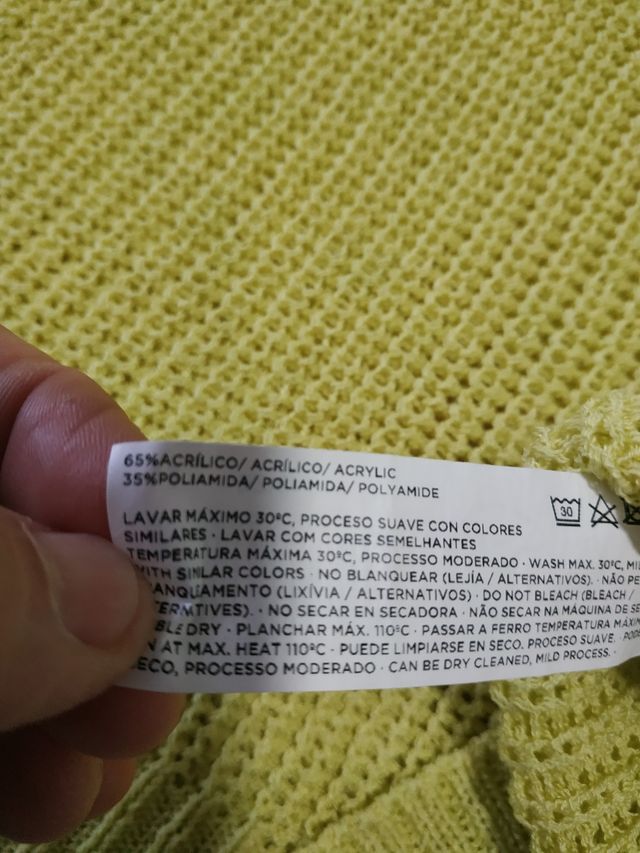 65%ACRÍLICO/ ACRÍLICO/ ACRYLIC
35%POLIAMIDA/ POLIAMIDA/ POLYAMIDE
30
LAVAR MÁXIMO 30ºC, PROCESO SUAVE CON COLORES
SIMILARES · LAVAR COM CORES SEMELHANTES
TEMPERATURA MÁXIMA 30ºC, PROCESSO MODERADO · WASH MAX. 30ºC,
WITH SIMILAR COLORS · NO BLANQUEAR (LEJÍA / ALTERNATIVOS). · NÃO
(LIXÍVIA / ALTERNATIVOS) · DO NOT BLEACH (BLEACH /
· NO SECAR EN SECADORA · NÃO SECAR NA MÁQUINA DE
DRY · PLANCHAR MÁX. 110ºC · PASSAR A FERRO TEMPERATURA
AT MAX. HEAT 110ºC · PUEDE LIMPIARSE EN SECO. PROCESO SUAVE. ·
SECO, PROCESSO MODERADO · CAN BE DRY CLEANED, MILD PROCESS. ·